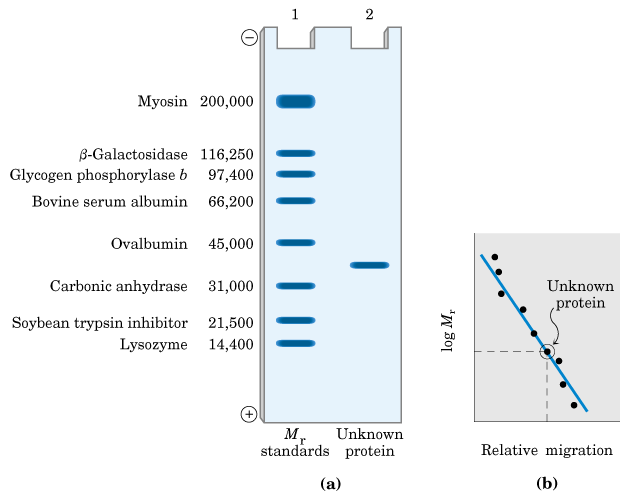 1 2
−
Myosin 200,000
β-Galactosidase 116,250
Glycogen phosphorylase b 97,400
Bovine serum albumin 66,200
Ovalbumin 45,000
Carbonic anhydrase 31,000
Soybean trypsin inhibitor 21,500
Lysozyme 14,400
+
Mr
standards
Unknown
protein
(a)
Unknown
protein
log Mr
Relative migration
(b)